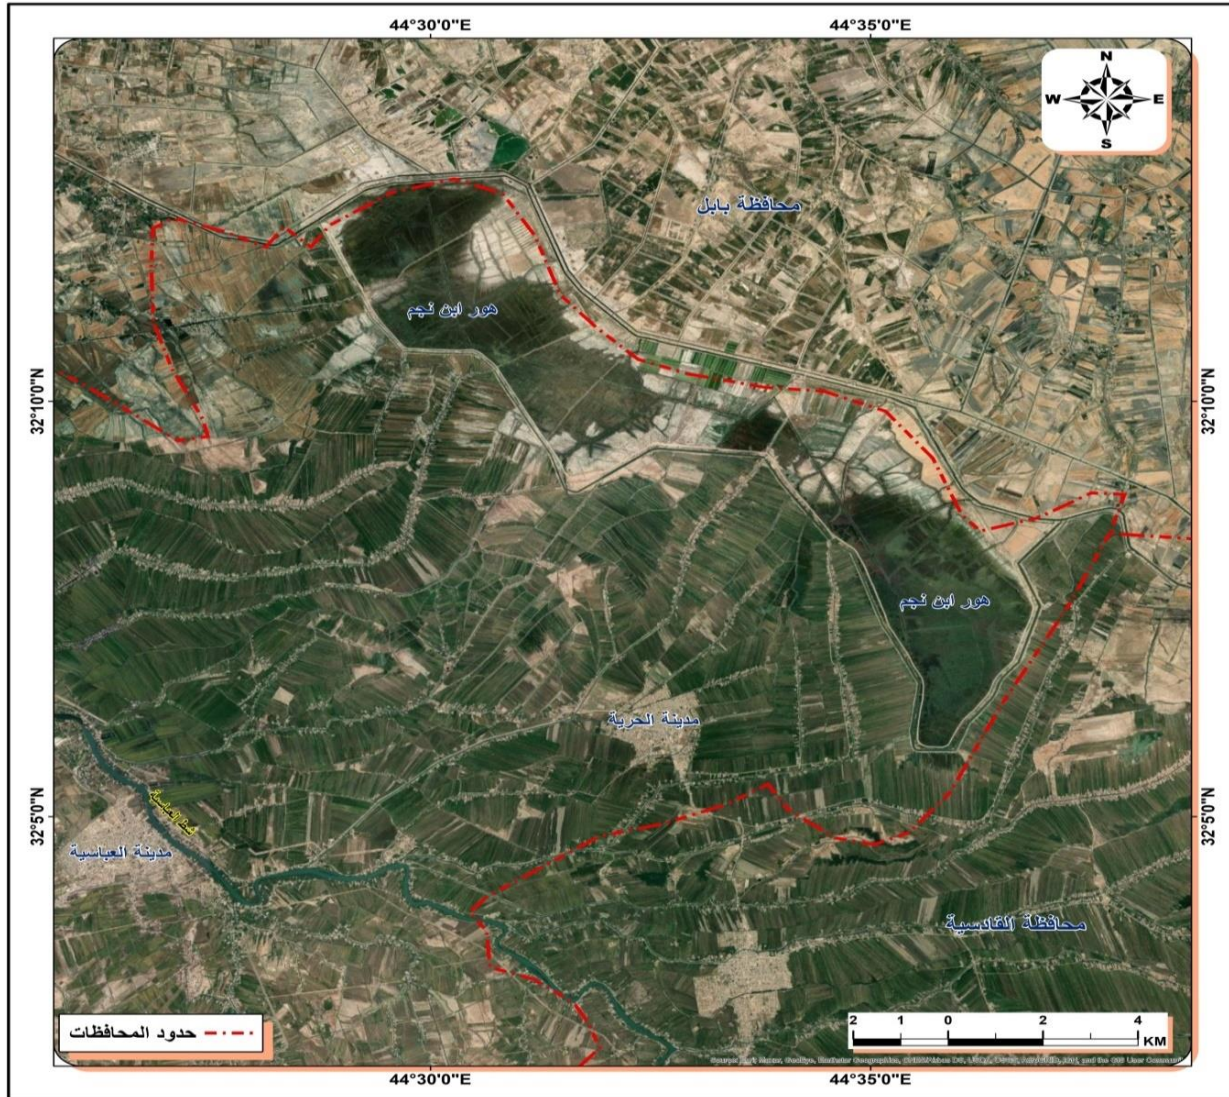 44°30'0"E
44°35'0"E
N
W
E
S
محافظة بابل
هور ابن نجم
32°10'0"N
32°10'0"N
هور ابن نجم
مدينة الحرية
شط العباسية
32°5'0"N
32°5'0"N
مدينة العباسية
محافظة القادسية
حدود المحافظات
2 1 0 2 4
KM
44°30'0"E
44°35'0"E